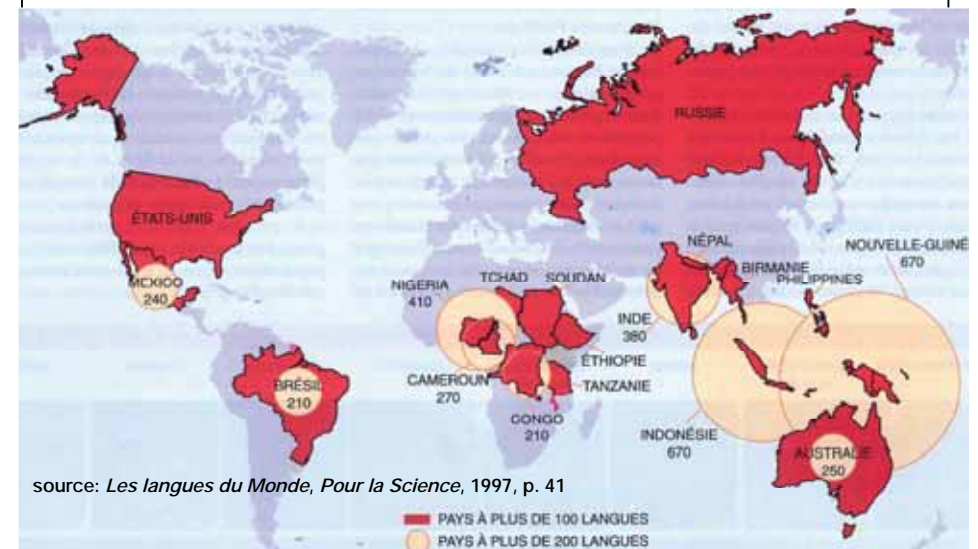 RUSSIE
ÉTATS-UNIS
MEXICO
240
NIGERIA
410
TCHAD
SOUDAN
NÉPAL
BIRMANIE
PHILIPPINES
NOUVELLE-GUINÉ
670
INDE
380
ÉTHIOPIE
TANZANIE
CAMEROUN
270
CONGO
210
BRÉSIL
210
INDONÉSIE
670
AUSTRALIE
250
source: Les langues du Monde, Pour la Science, 1997, p. 41
PAYS À PLUS DE 100 LANGUES
PAYS À PLUS DE 200 LANGUES